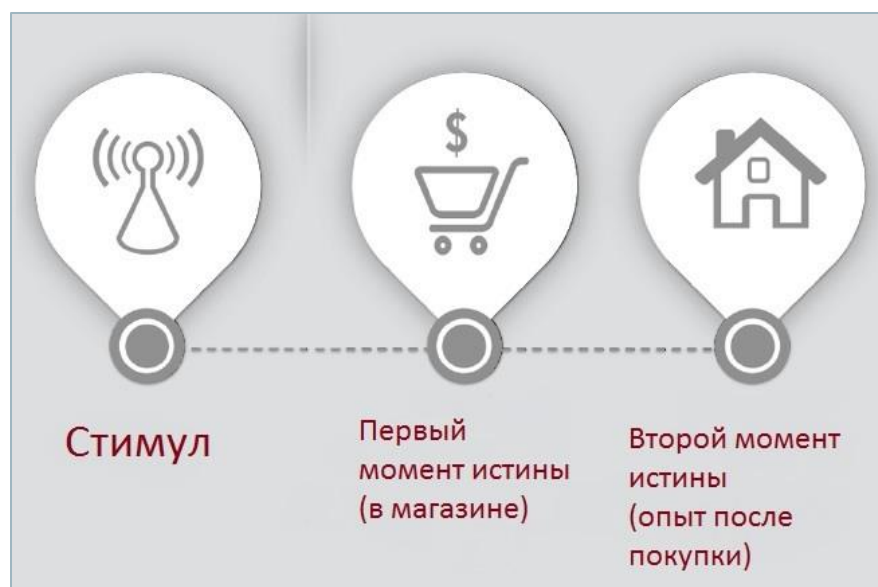 $
Стимул
Первый
момент истины
(в магазине)
Второй момент
истины
(опыт после
покупки)